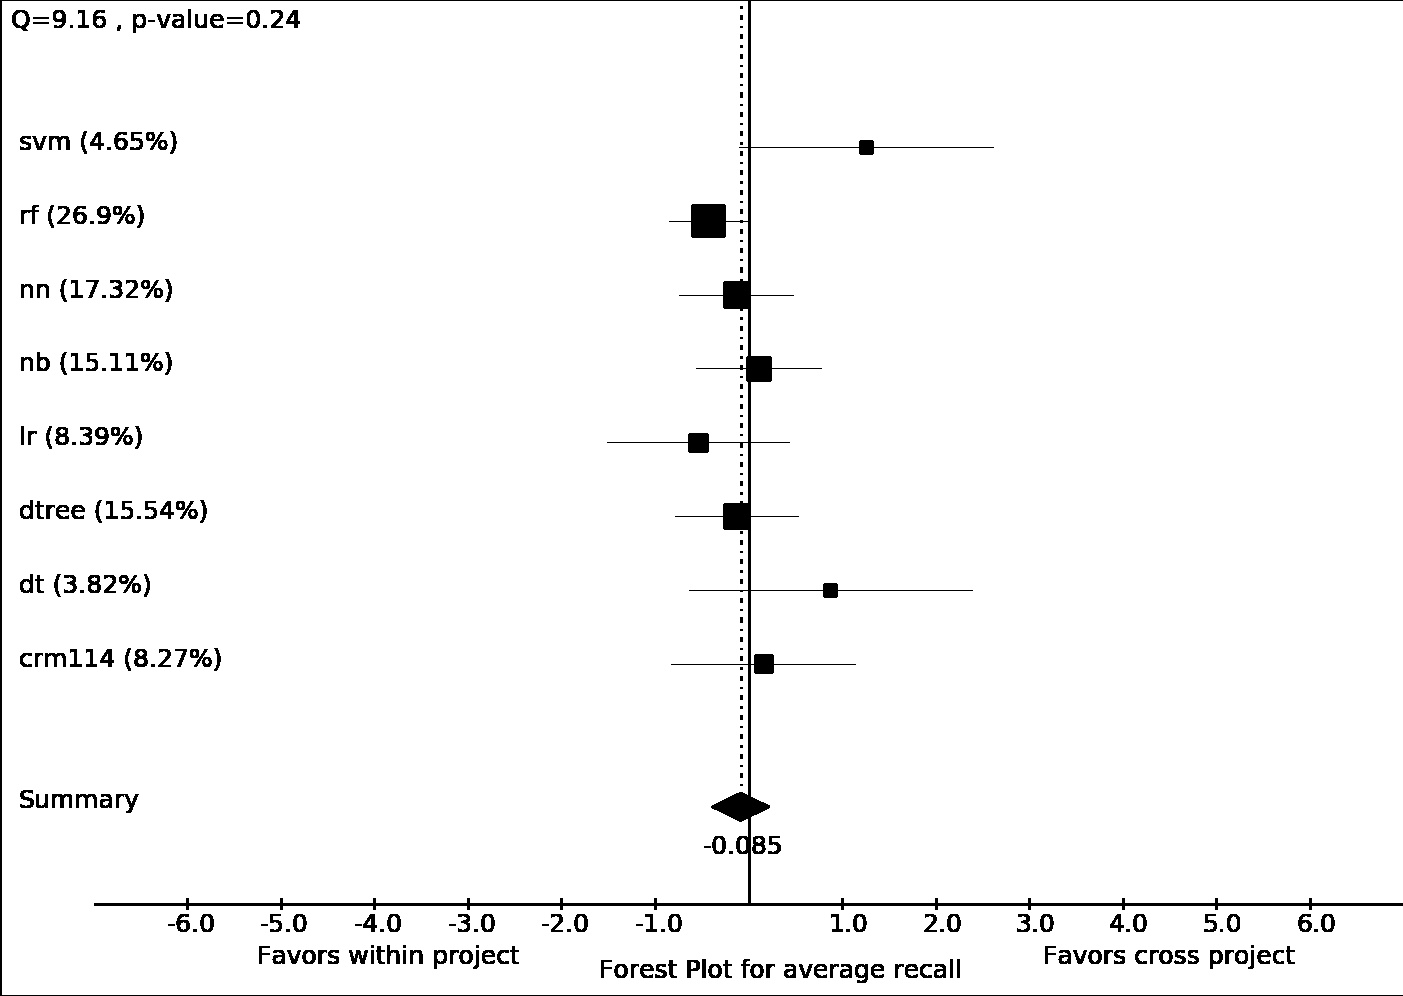 Q=9.16 , p-value=0.24
svm (4.65%)
rf (26.9%)
nn (17.32%)
nb (15.11%)
lr (8.39%)
dtree (15.54%)
dt (3.82%)
crm114 (8.27%)
Summary
-0.085
-6.0 -5.0 -4.0 -3.0 -2.0 -1.0 1.0 2.0 3.0 4.0 5.0 6.0
Favors within project Favors cross project
Forest Plot for average recall